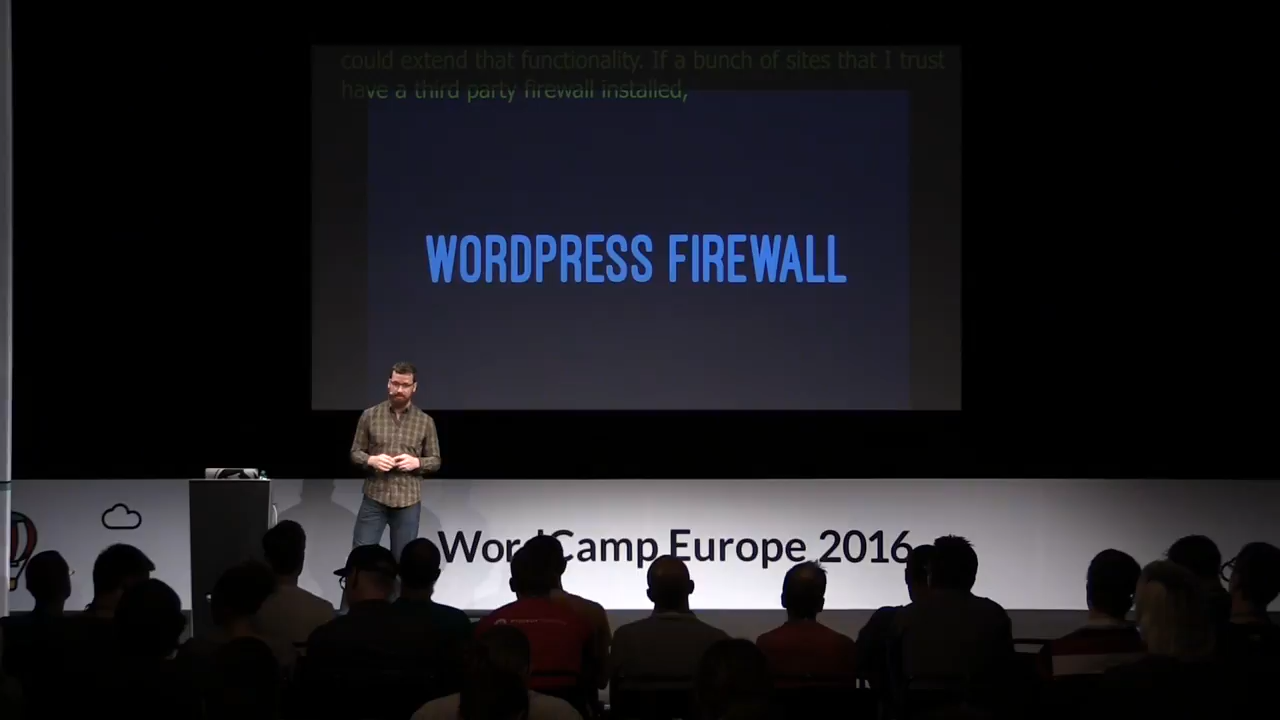 could extend that functionality. If a bunch of sites that I trust
have a third party firewall installed,
WORDPRESS FIREWALL
WordCamp Europe 2016